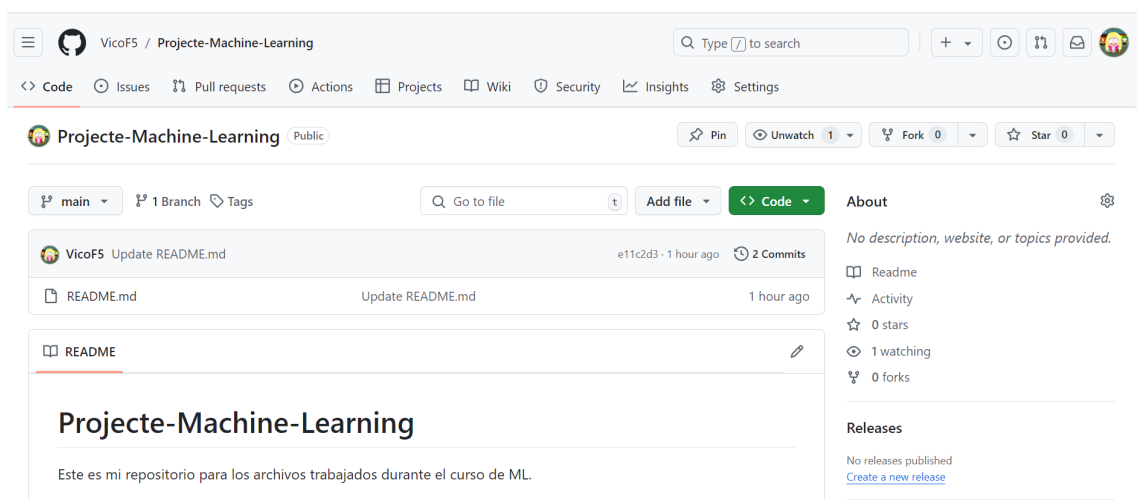 VicoF5 / Projecte-Machine-Learning
Type / to search
Code Issues Pull requests Actions Projects Wiki Security Insights Settings
Projecte-Machine-Learning Public
Pin Unwatch 1 Fork 0 Star 0
main 1 Branch Tags Go to file t Add file <> Code
VicoF5 Update README.md e11c2d3 · 1 hour ago 2 Commits
README.md Update README.md 1 hour ago
README
Projecte-Machine-Learning
Este es mi repositorio para los archivos trabajados durante el curso de ML.
About
No description, website, or topics provided.
Readme
Activity
0 stars
1 watching
0 forks
Releases
No releases published
Create a new release